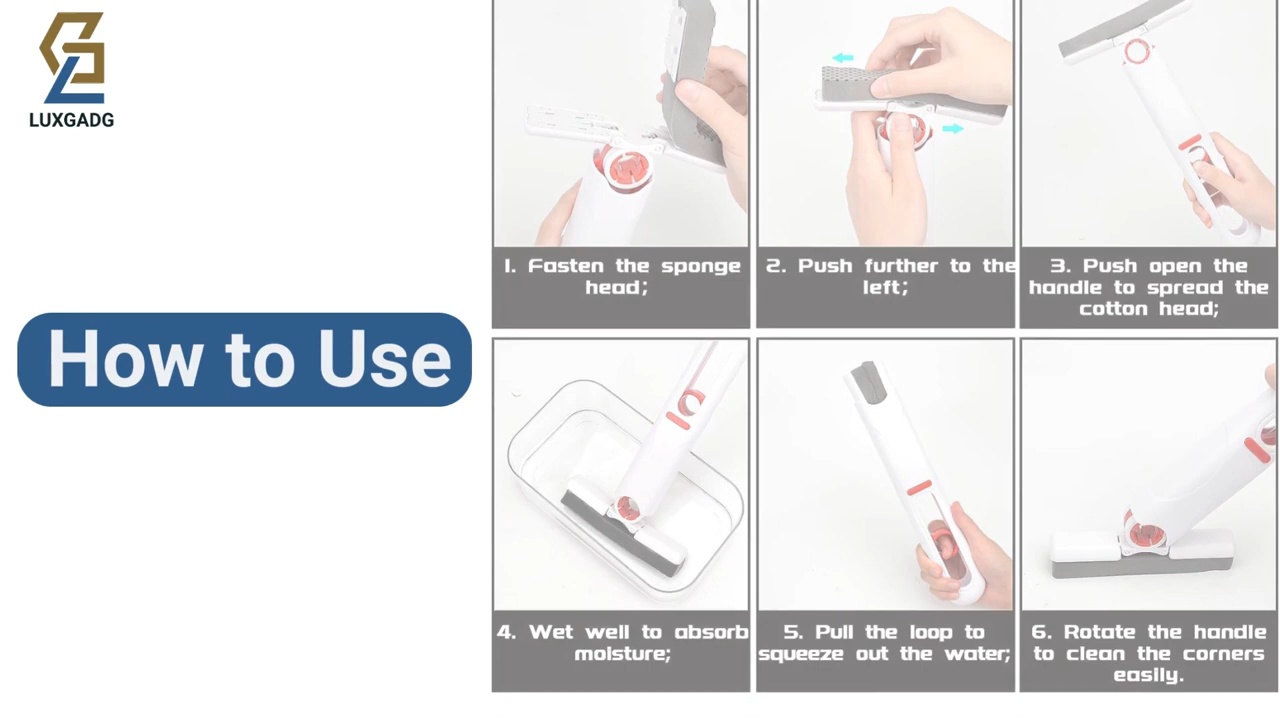 LUXGADG
How to Use
1. Fasten the sponge
head;
2. Push further to the
left;
3. Push open the
handle to spread the
cotton head;
4. Wet well to absorb
moisture;
5. Pull the loop to
squeeze out the water;
6. Rotate the handle
to clean the corners
easily.